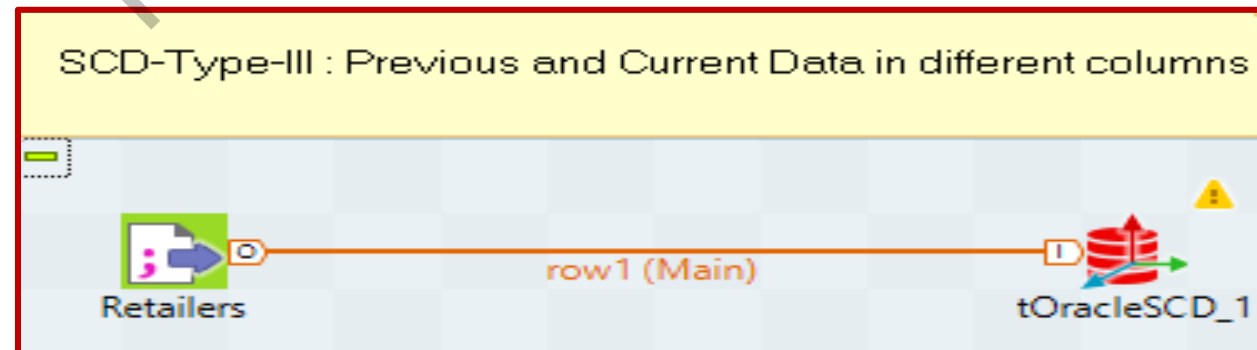 SCD-Type-III : Previous and Current Data in different columns
O
row1 (Main)
I
Retailers
tOracleSCD_1